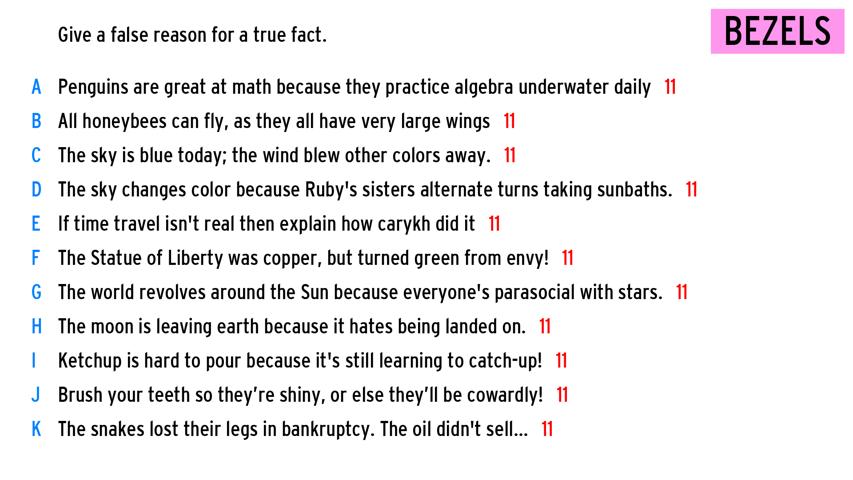 Give a false reason for a true fact.
BEZELS
A Penguins are great at math because they practice algebra underwater daily 11
B All honeybees can fly, as they all have very large wings 11
C The sky is blue today; the wind blew other colors away. 11
D The sky changes color because Ruby's sisters alternate turns taking sunbaths. 11
E If time travel isn't real then explain how carykh did it 11
F The Statue of Liberty was copper, but turned green from envy! 11
G The world revolves around the Sun because everyone's parasocial with stars. 11
H The moon is leaving earth because it hates being landed on. 11
I Ketchup is hard to pour because it's still learning to catch-up! 11
J Brush your teeth so they’re shiny, or else they’ll be cowardly! 11
K The snakes lost their legs in bankruptcy. The oil didn't sell... 11